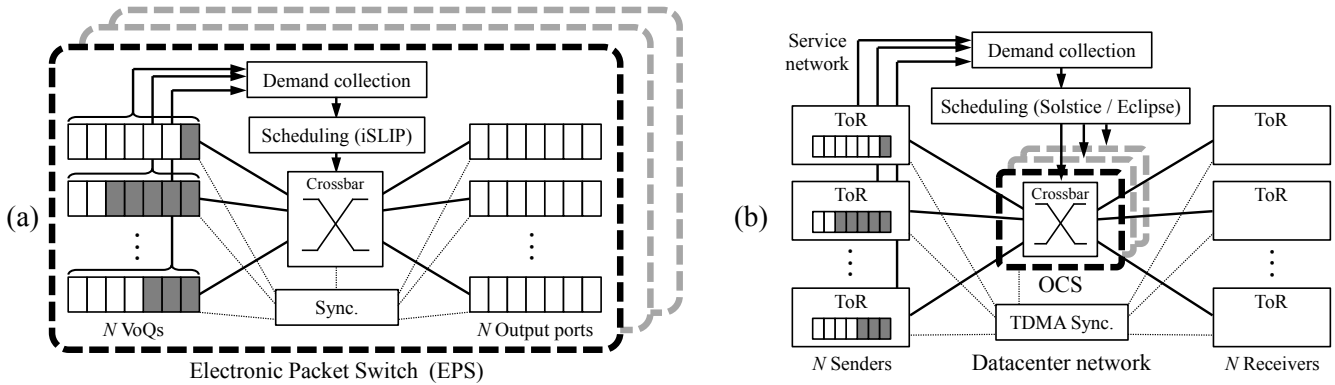 (a)
Demand collection
Scheduling (iSLIP)
Crossbar
Sync.
N VoQs
N Output ports
Electronic Packet Switch (EPS)
(b)
Service
network
Demand collection
Scheduling (Solstice / Eclipse)
ToR
ToR
ToR
Crossbar
OCS
TDMA Sync.
ToR
ToR
ToR
N Senders
Datacenter network
N Receivers